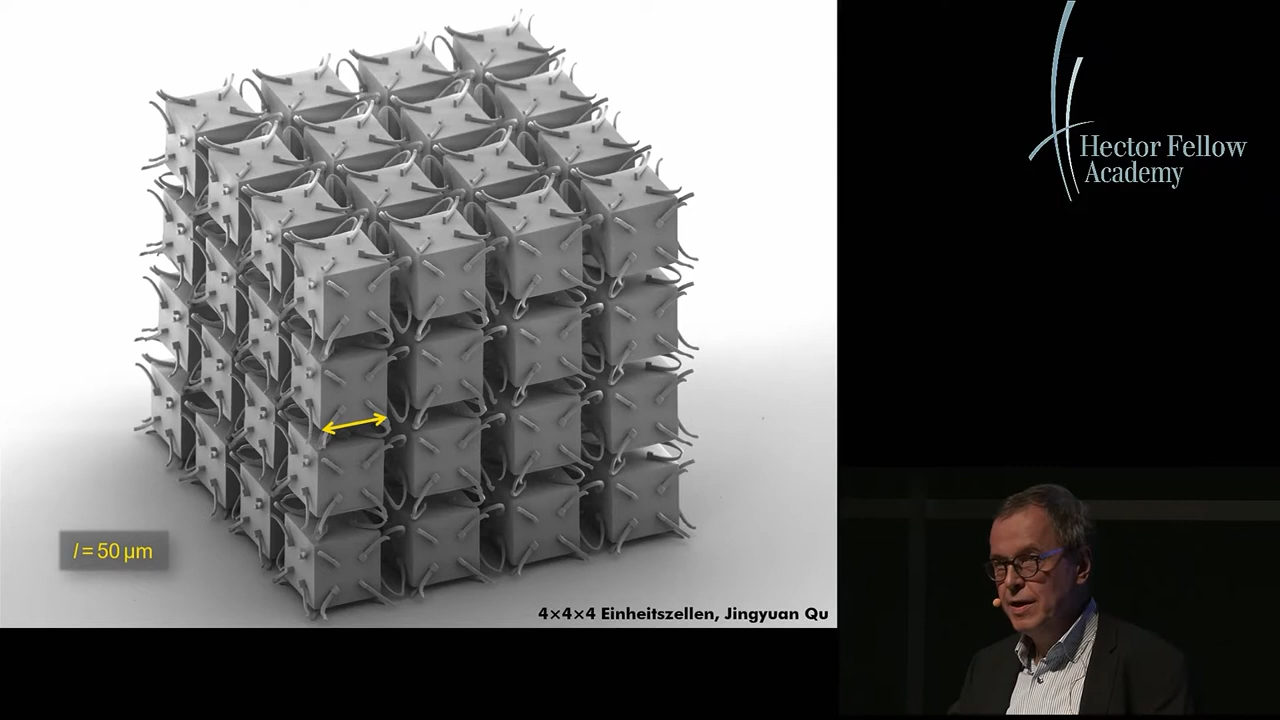 Hector Fellow
Academy
l = 50 µm
4×4×4 Einheitszellen, Jingyuan Qu